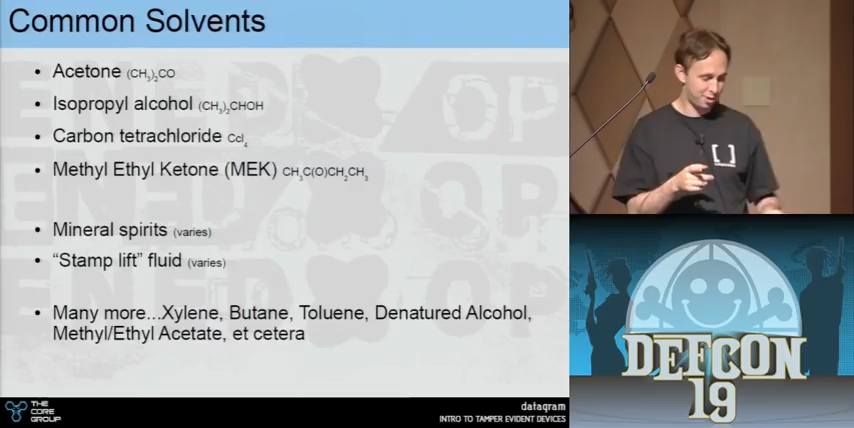 Common Solvents
• Acetone (CH₃)₂CO
• Isopropyl alcohol (CH₃)₂CHOH
• Carbon tetrachloride Ccl₄
• Methyl Ethyl Ketone (MEK) CH₃C(O)CH₂CH₃
• Mineral spirits (varies)
• “Stamp lift” fluid (varies)
• Many more...Xylene, Butane, Toluene, Denatured Alcohol,
Methyl/Ethyl Acetate, et cetera
THE
CORE
GROUP
datagram
INTRO TO TAMPER EVIDENT DEVICES
[ ]
DEFCON
19